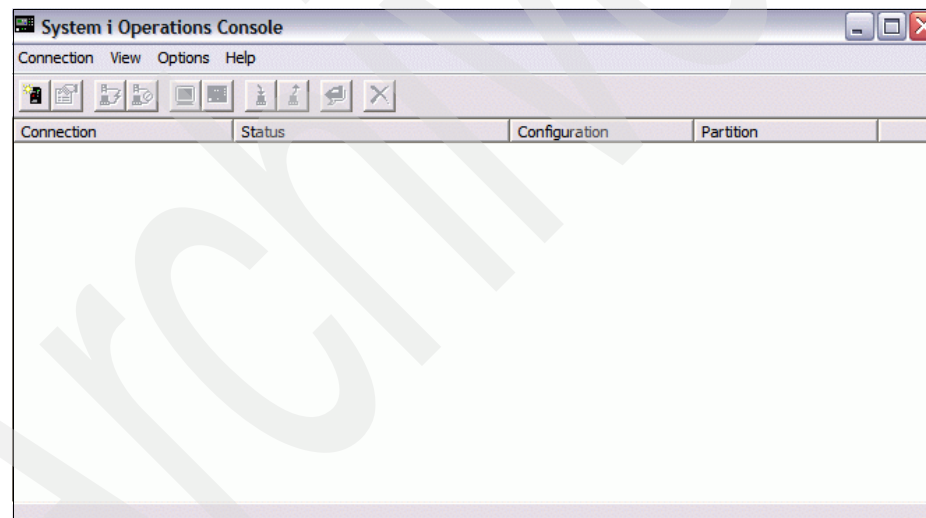 System i Operations Console
Connection View Options Help
Connection Status Configuration Partition